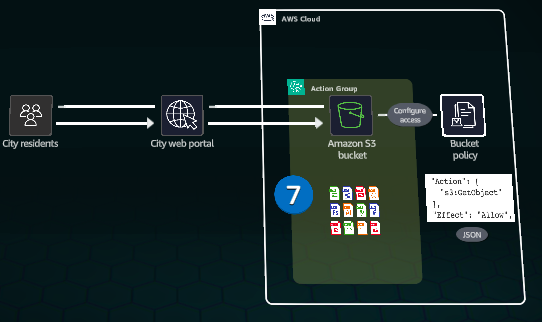 AWS Cloud
Action Group
Configure
access
City residents
City web portal
Amazon S3
bucket
Bucket
policy
7
"Action": [
"s3:GetObject"
],
"Effect": "Allow",
JSON